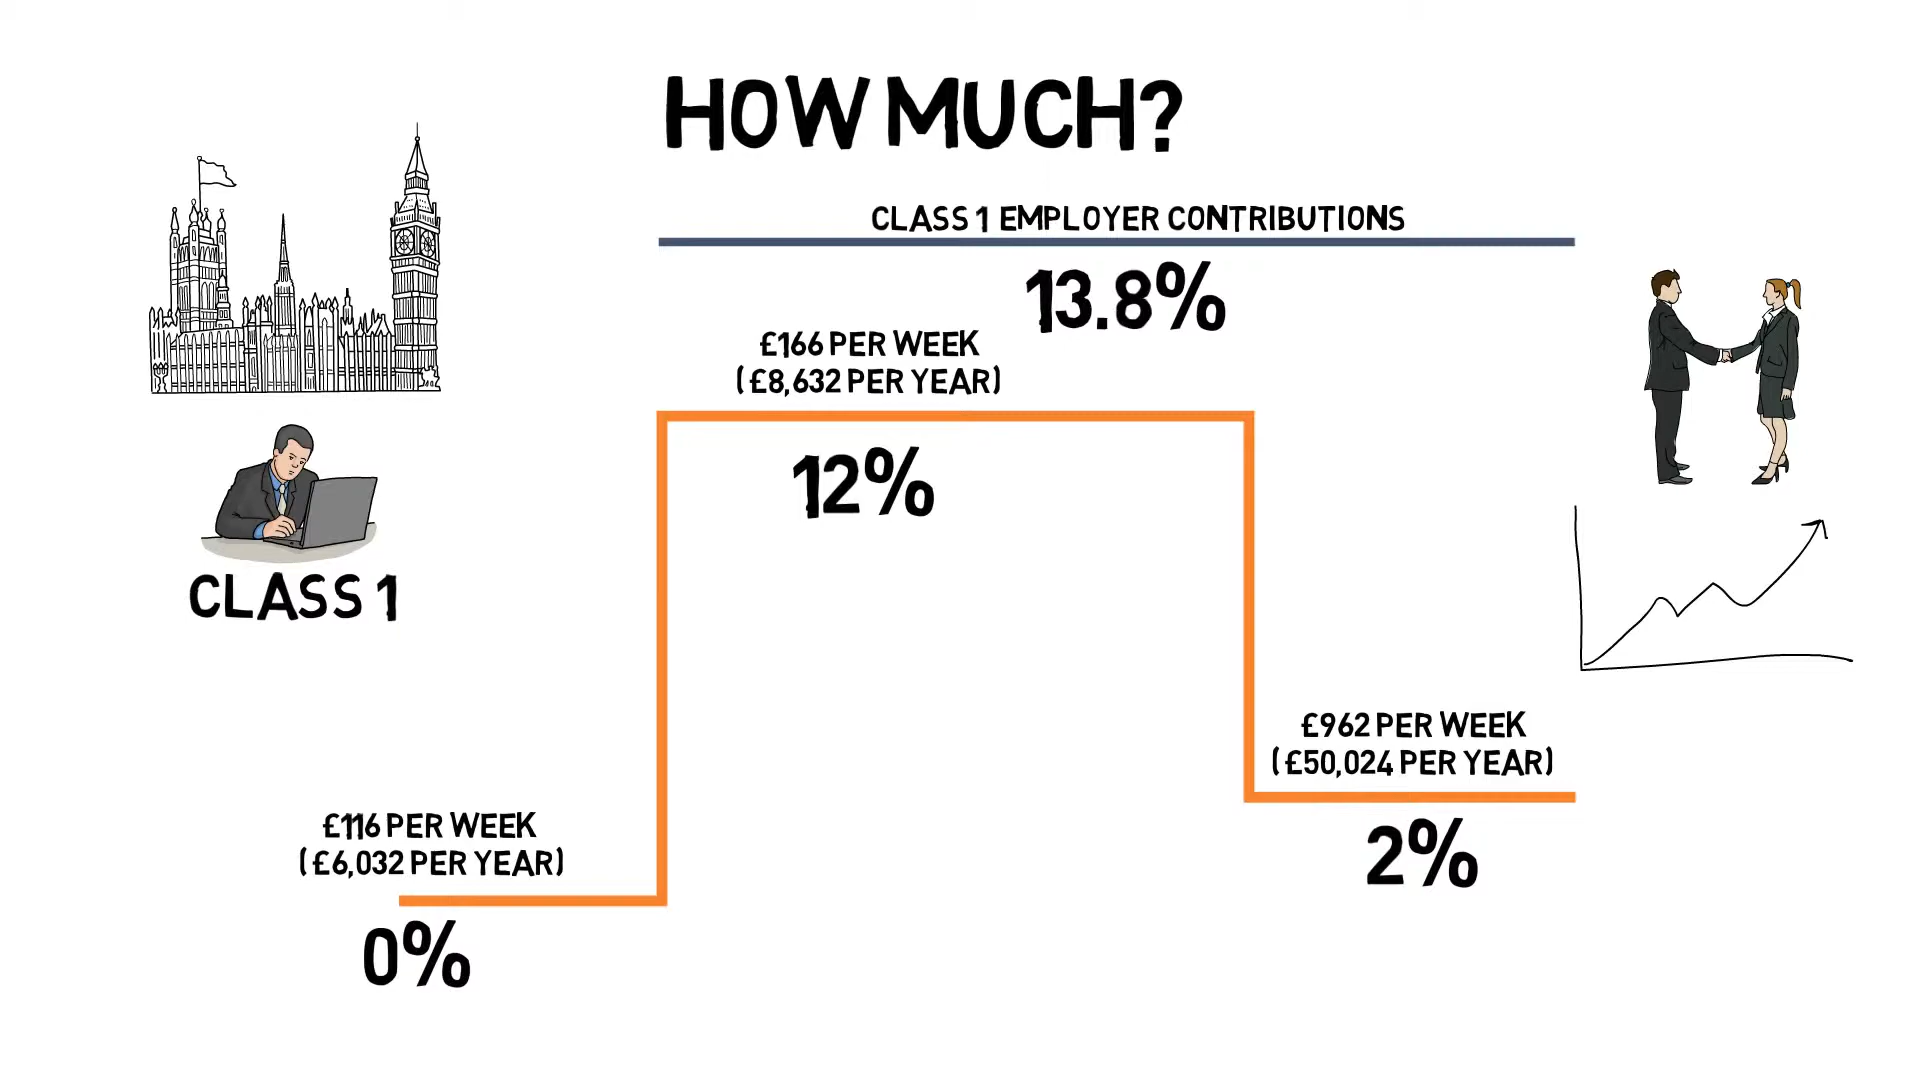 HOW MUCH?
CLASS 1 EMPLOYER CONTRIBUTIONS
13.8%
£166 PER WEEK
(£8,632 PER YEAR)
12%
CLASS 1
£962 PER WEEK
(£50,024 PER YEAR)
2%
£116 PER WEEK
(£6,032 PER YEAR)
0%